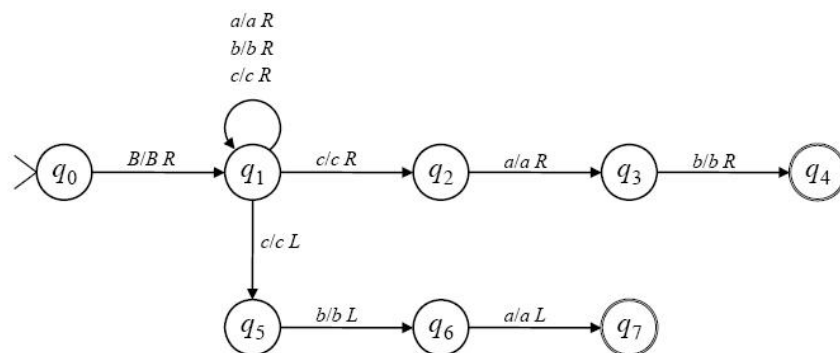 a/a R
b/b R
c/c R
q0 B/B R q1 c/c R q2 a/a R q3 b/b R q4
c/c L
q5 b/b L q6 a/a L q7